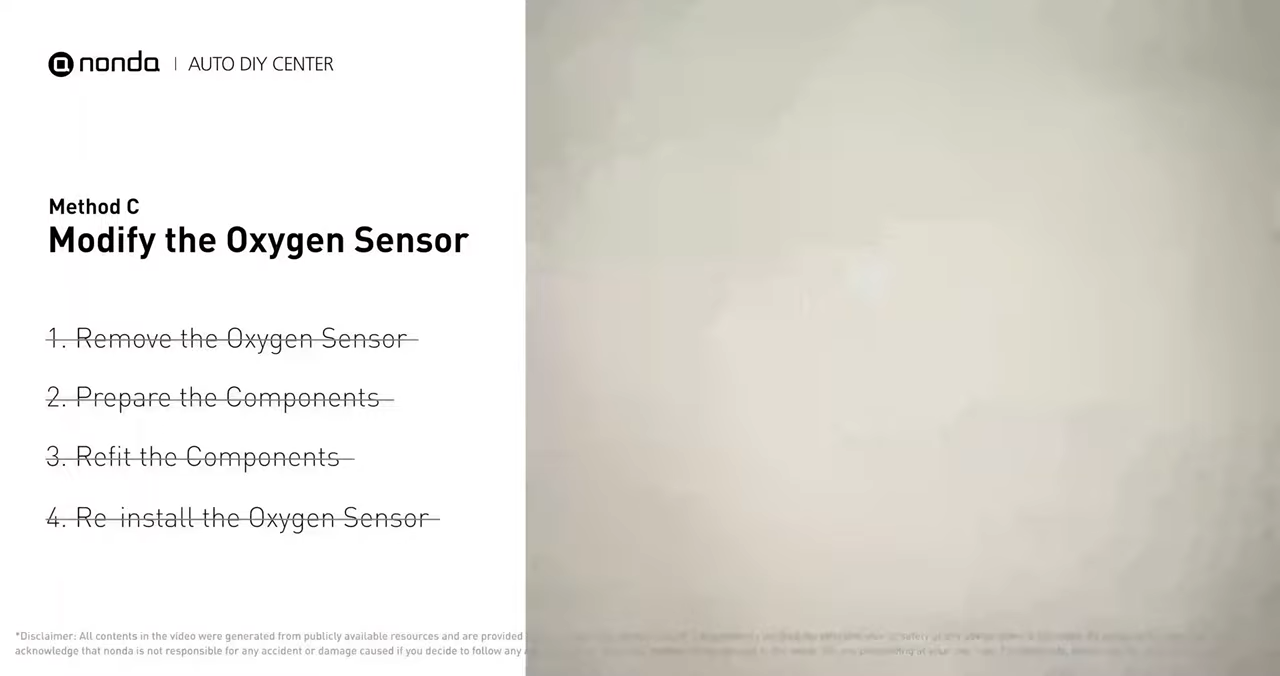 nonda | AUTO DIY CENTER
Method C
Modify the Oxygen Sensor
1. Remove the Oxygen Sensor
2. Prepare the Components
3. Refit the Components
4. Re-install the Oxygen Sensor
*Disclaimer: All contents in the video were generated from publicly available resources and are provided
acknowledge that nonda is not responsible for any accident or damage caused if you decide to follow any